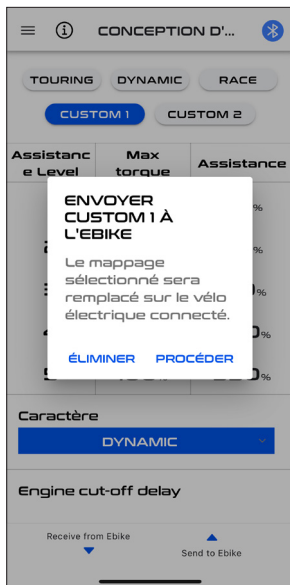 CONCEPTION D'...
TOURING DYNAMIC RACE
CUSTOM 1 CUSTOM 2
Assistanc Max Assistance
e Level torque
%
ENVOYER
CUSTOM 1 À
L'EBIKE
%
Le mappage
sélectionné sera
%
remplacé sur le vélo
électrique connecté.
%
ÉLIMINER PROCÉDER
%
Caractère
DYNAMIC
Engine cut-off delay
Receive from Ebike
Send to Ebike